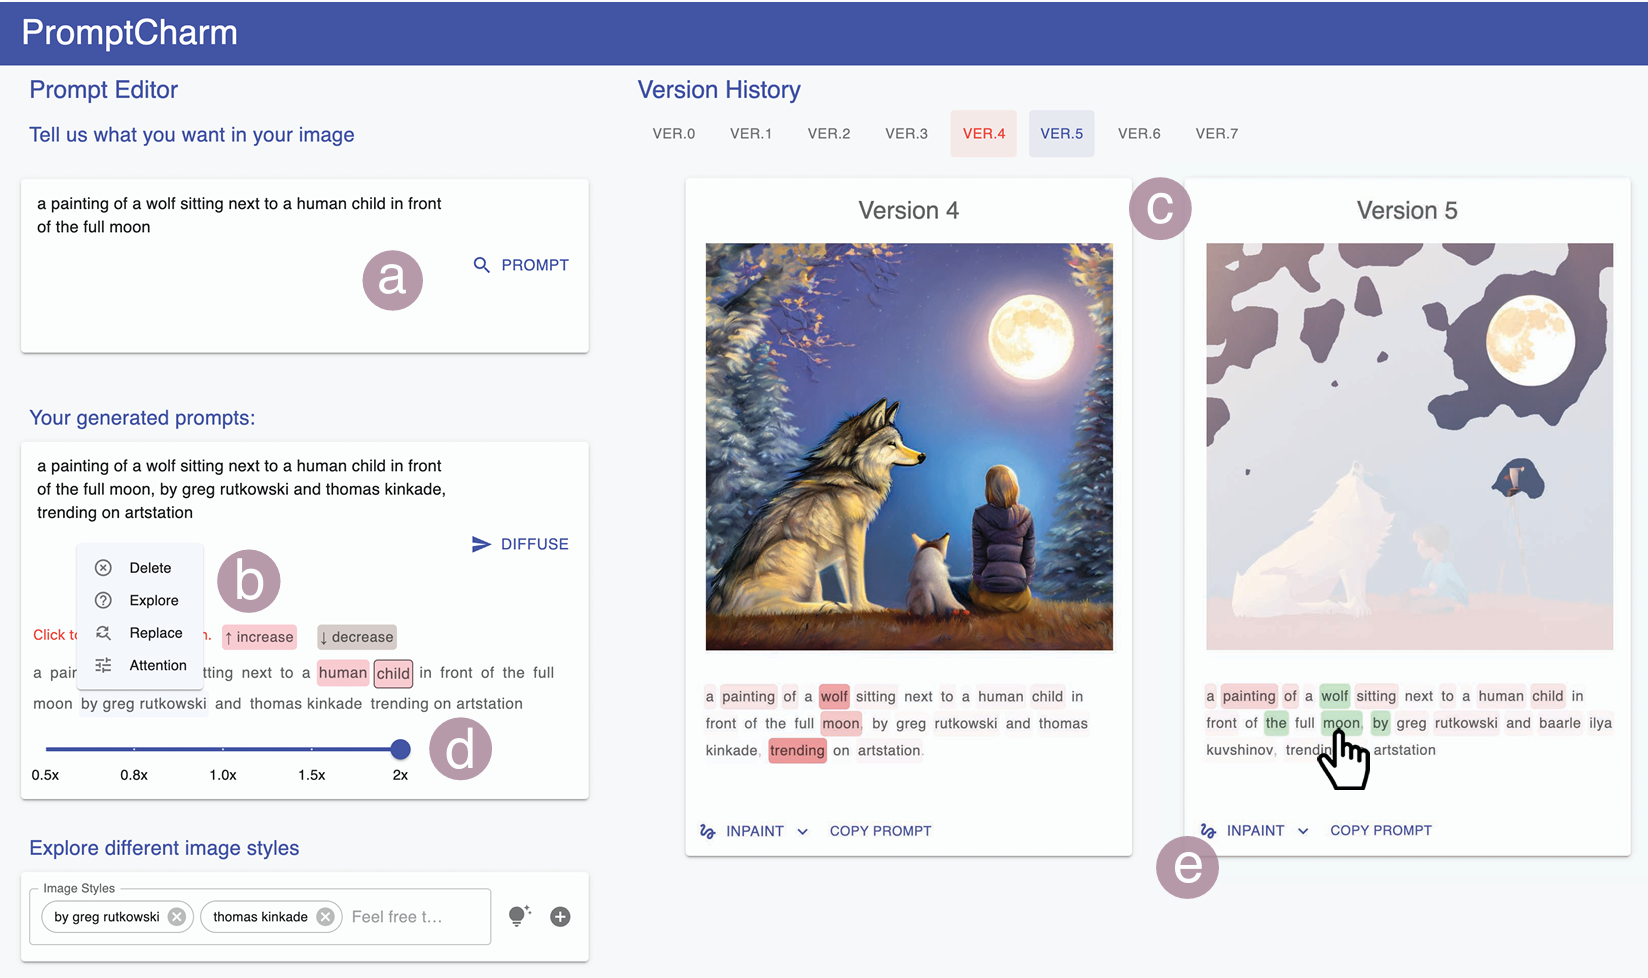 PromptCharm
Prompt Editor
Tell us what you want in your image
a painting of a wolf sitting next to a human child in front
of the full moon
PROMPT
a
Your generated prompts:
a painting of a wolf sitting next to a human child in front
of the full moon, by greg rutkowski and thomas kinkade,
trending on artstation
DIFFUSE
Delete
Explore
Replace
Attention
b
Click
↑ increase
↓ decrease
a sitting next to a human child in front of the full
moon by greg rutkowski and thomas kinkade trending on artstation
d
0.5x 0.8x 1.0x 1.5x 2x
Explore different image styles
Image Styles
by greg rutkowski
thomas kinkade
Feel free t...
Version History
VER.0 VER.1 VER.2 VER.3 VER.4 VER.5 VER.6 VER.7
Version 4
a painting of a wolf sitting next to a human child in
front of the full moon, by greg rutkowski and thomas
kinkade, trending on artstation.
INPAINT
COPY PROMPT
c
Version 5
a painting of a wolf sitting next to a human child in
front of the full moon, by greg rutkowski and baarle ilya
kuvshinov, trending artstation
INPAINT
COPY PROMPT
e